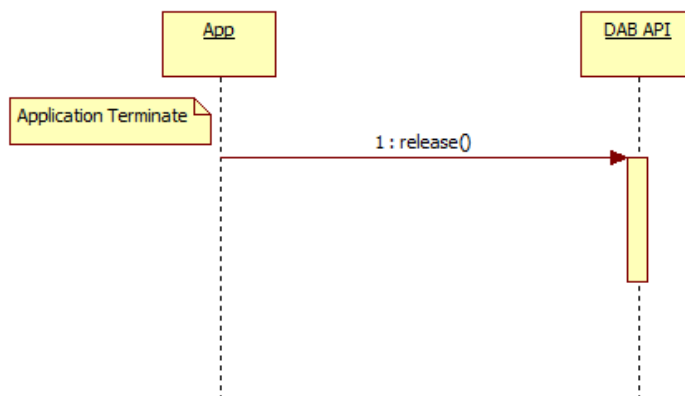 App
DAB API
Application Terminate
1 : release()